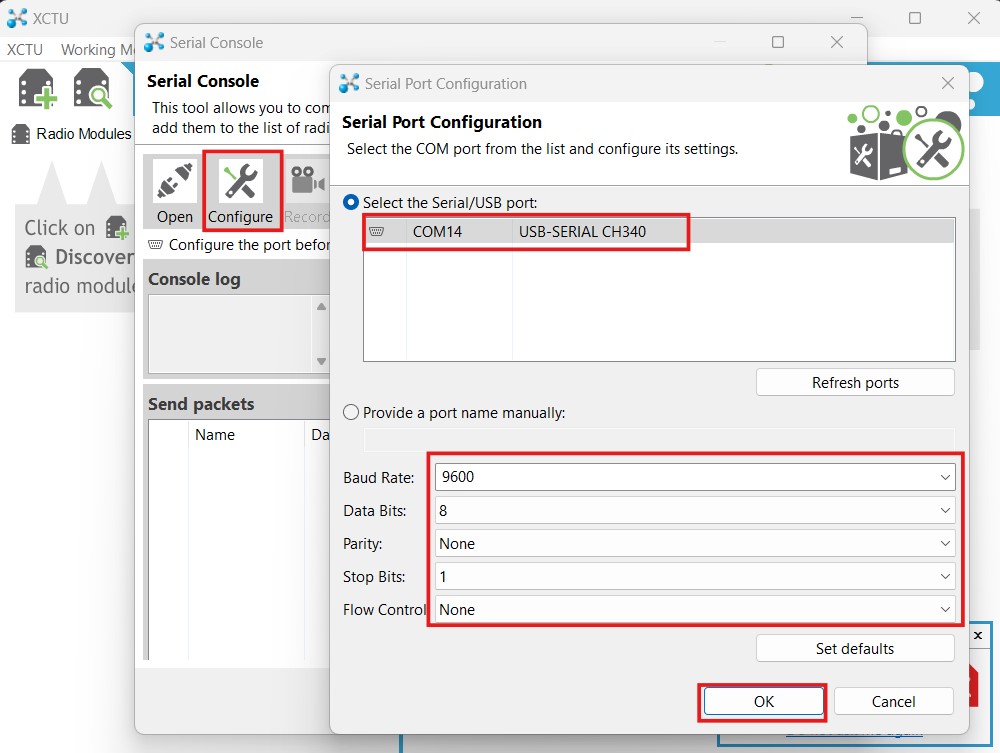 XCTU
XCTU Working M
Radio Modules
Click on
Discover
radio module
Serial Console
Serial Console
This tool allows you to com
add them to the list of radi
Open
Configure
Record
Configure the port befor
Console log
Send packets
Name Da
Serial Port Configuration
Serial Port Configuration
Select the COM port from the list and configure its settings.
Select the Serial/USB port:
COM14 USB-SERIAL CH340
Refresh ports
Provide a port name manually:
Baud Rate: 9600
Data Bits: 8
Parity: None
Stop Bits: 1
Flow Control None
Set defaults
OK Cancel